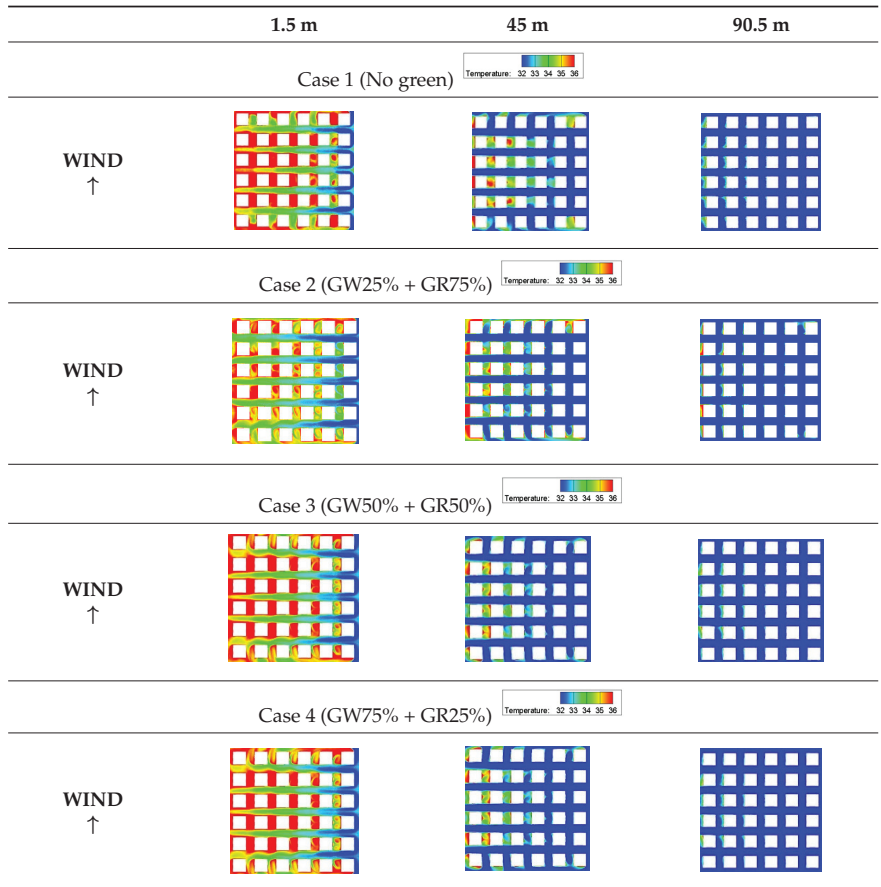 1.5 m 45 m 90.5 m
Case 1 (No green) Temperature: 32 33 34 35 36
WIND
↑
Case 2 (GW25% + GR75%) Temperature: 32 33 34 35 36
WIND
↑
Case 3 (GW50% + GR50%) Temperature: 32 33 34 35 36
WIND
↑
Case 4 (GW75% + GR25%) Temperature: 32 33 34 35 36
WIND
↑